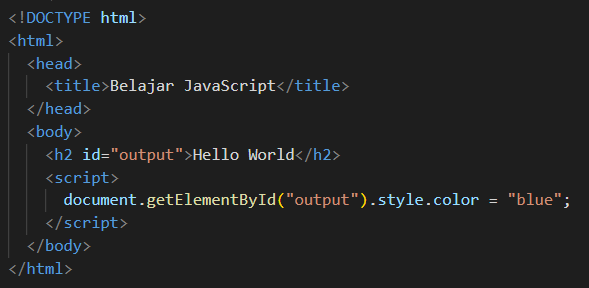 <!DOCTYPE html>
<html>
<head>
<title>Belajar JavaScript</title>
</head>
<body>
<h2 id="output">Hello World</h2>
<script>
document.getElementById("output").style.color = "blue";
</script>
</body>
</html>